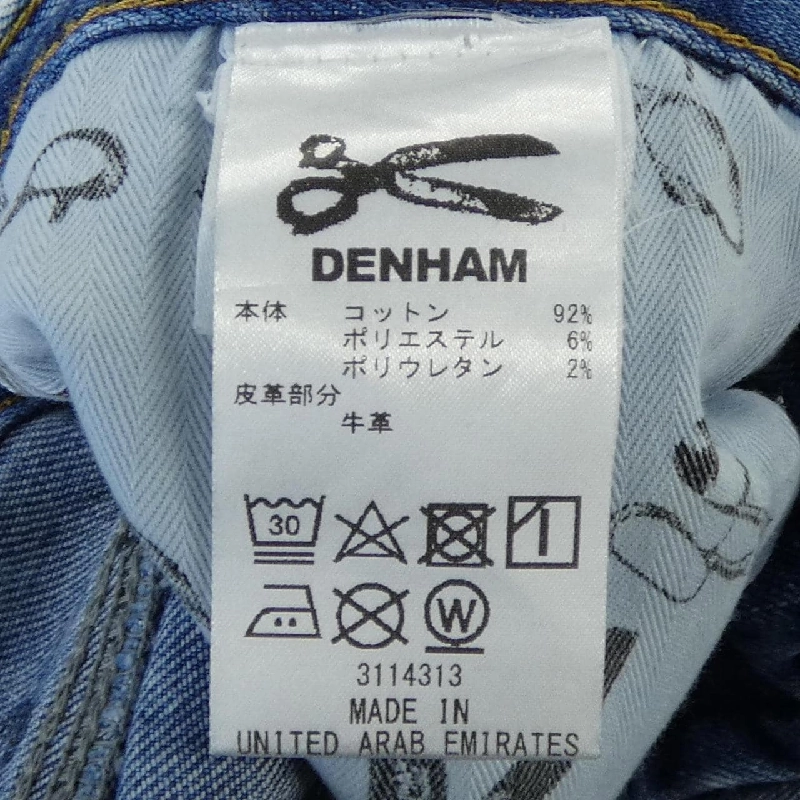 DENHAM
本体 コットン 92%
ポリエステル 6%
ポリウレタン 2%
皮革部分
牛革
30
W
3114313
MADE IN
UNITED ARAB EMIRATES